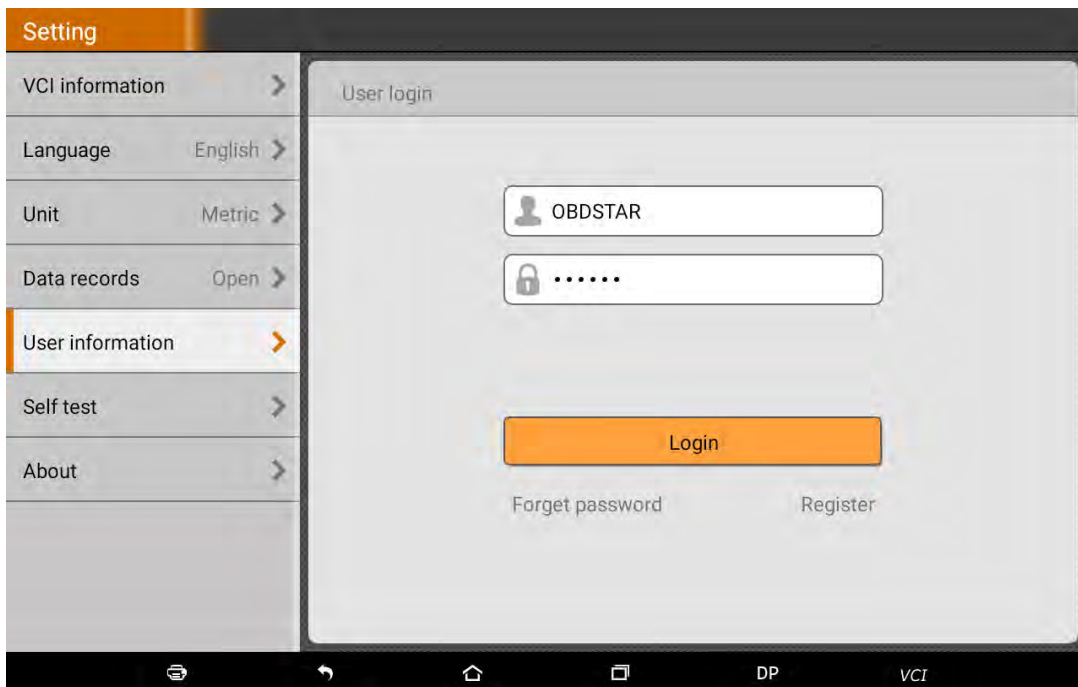 Setting
VCI information
Language English
Unit Metric
Data records Open
User information
Self test
About
User login
OBDSTAR
••••••
Login
Forget password Register
DP VCI